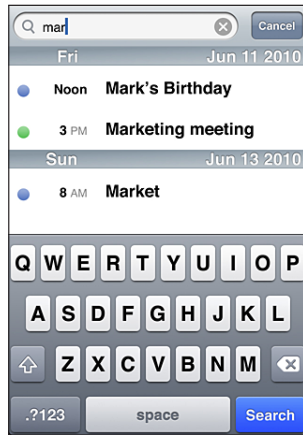 mar Cancel
Fri Jun 11 2010
Noon Mark's Birthday
3 PM Marketing meeting
Sun Jun 13 2010
8 AM Market
Q W E R T Y U I O P
A S D F G H J K L
Z X C V B N M
.?123 space Search